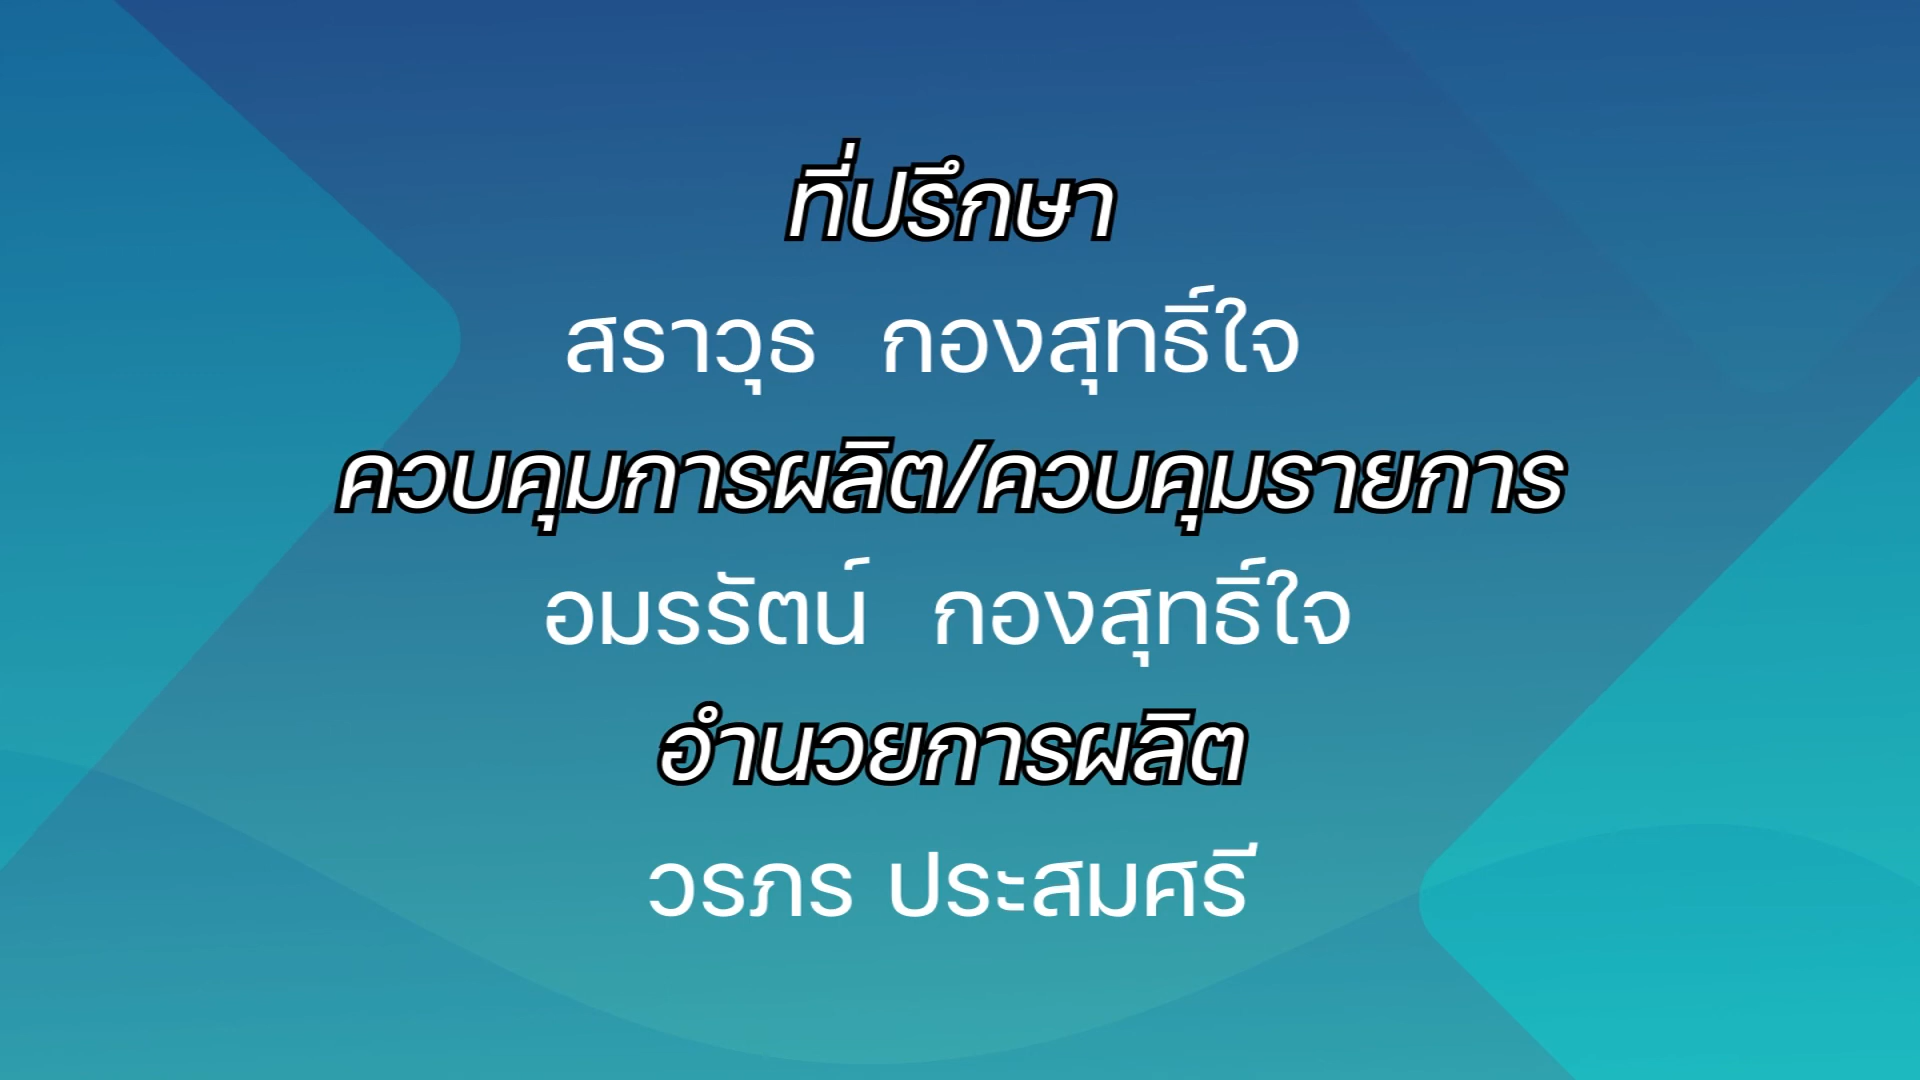 ที่ปรึกษา
สราวุธ  กองสุทธิ์ใจ
ควบคุมการผลิต/ควบคุมรายการ
อมรรัตน์  กองสุทธิ์ใจ
อำนวยการผลิต
วรภร ประสมศรี